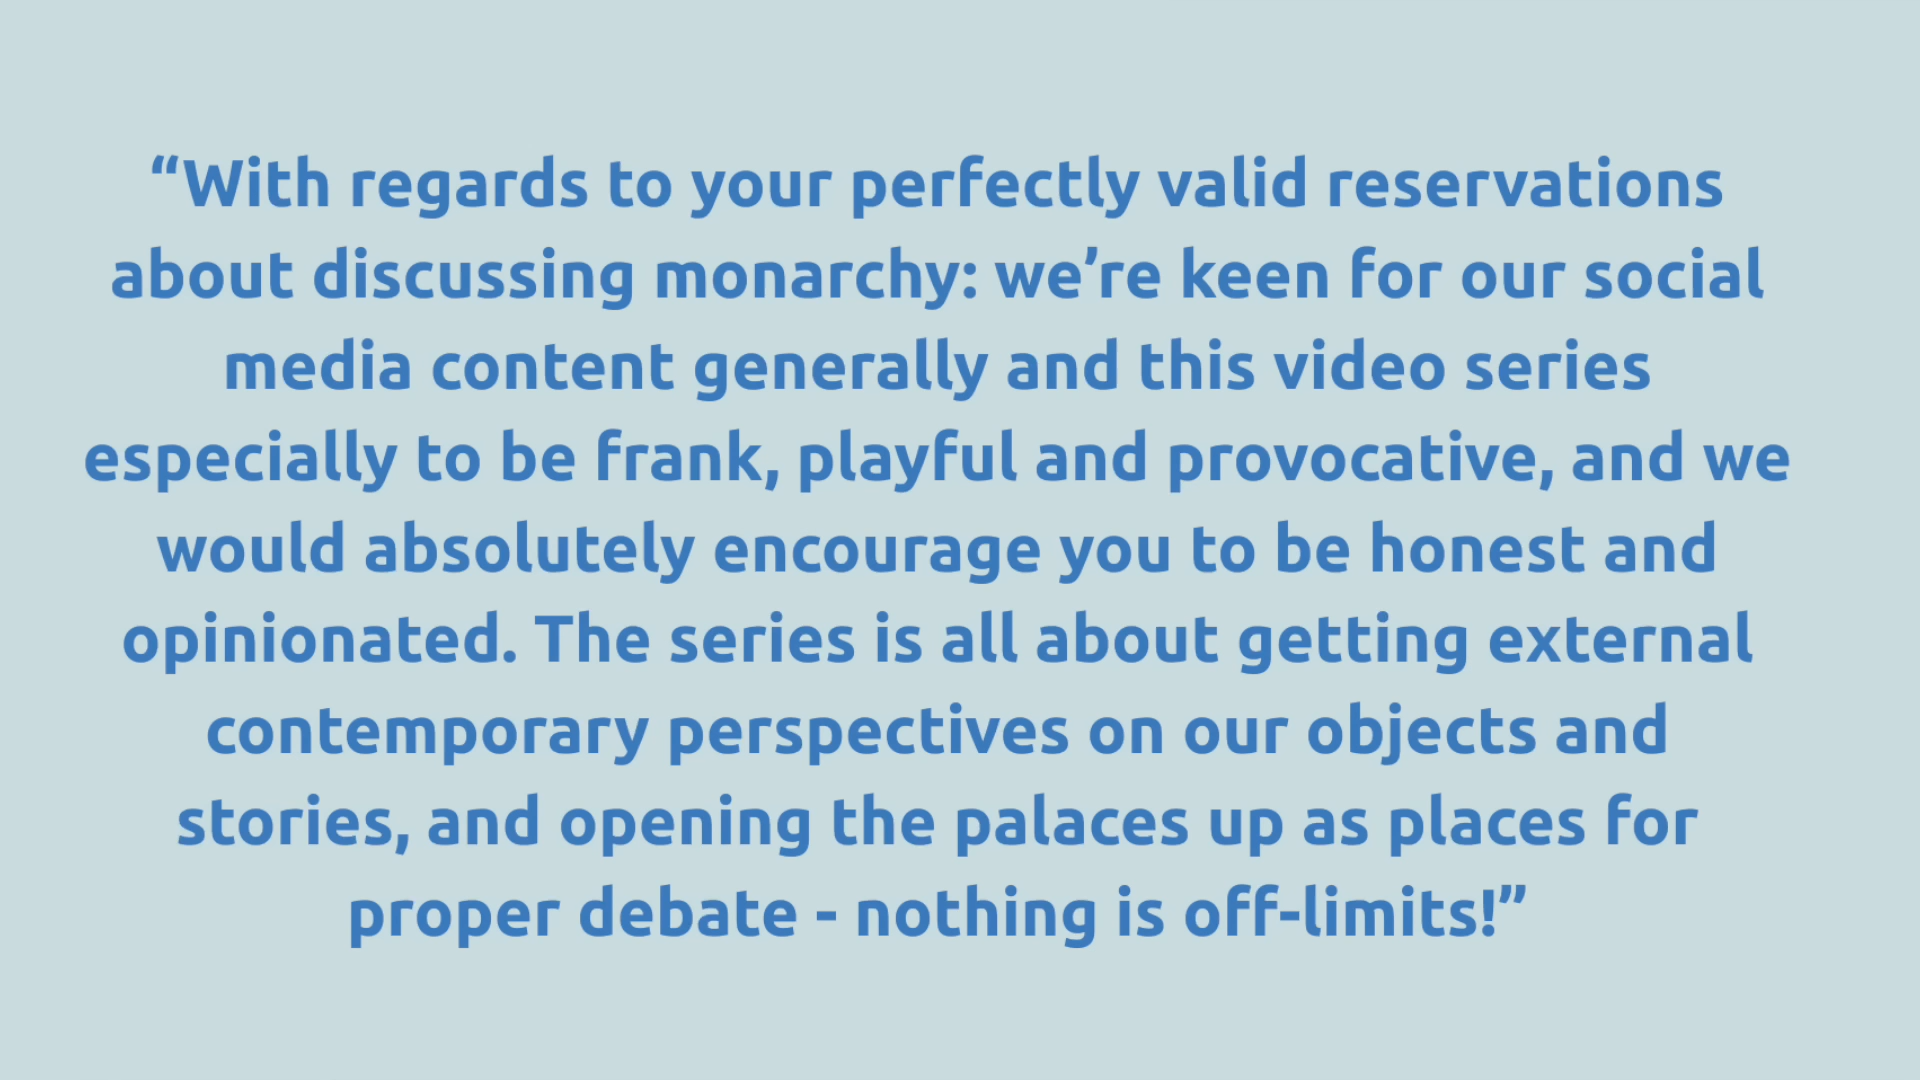 “With regards to your perfectly valid reservations
about discussing monarchy: we’re keen for our social
media content generally and this video series
especially to be frank, playful and provocative, and we
would absolutely encourage you to be honest and
opinionated. The series is all about getting external
contemporary perspectives on our objects and
stories, and opening the palaces up as places for
proper debate - nothing is off-limits!”